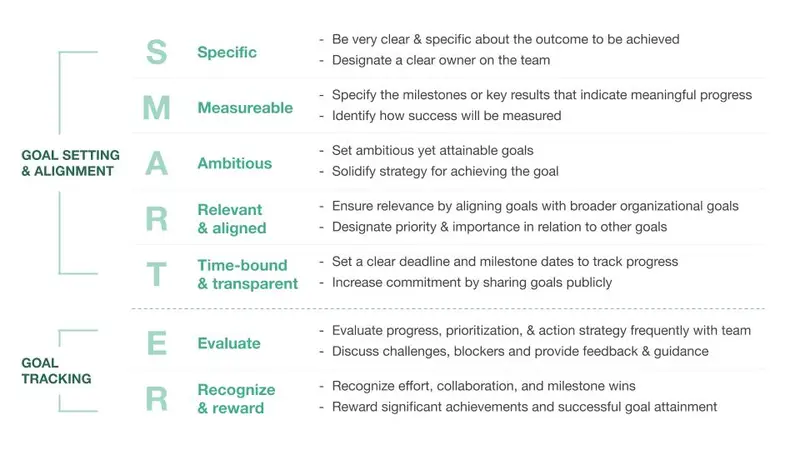 GOAL SETTING
& ALIGNMENT
S
Specific
- Be very clear & specific about the outcome to be achieved
- Designate a clear owner on the team
M
Measureable
- Specify the milestones or key results that indicate meaningful progress
- Identify how success will be measured
A
Ambitious
- Set ambitious yet attainable goals
- Solidify strategy for achieving the goal
R
Relevant
& aligned
- Ensure relevance by aligning goals with broader organizational goals
- Designate priority & importance in relation to other goals
T
Time-bound
& transparent
- Set a clear deadline and milestone dates to track progress
- Increase commitment by sharing goals publicly
GOAL
TRACKING
E
Evaluate
- Evaluate progress, prioritization, & action strategy frequently with team
- Discuss challenges, blockers and provide feedback & guidance
R
Recognize
& reward
- Recognize effort, collaboration, and milestone wins
- Reward significant achievements and successful goal attainment